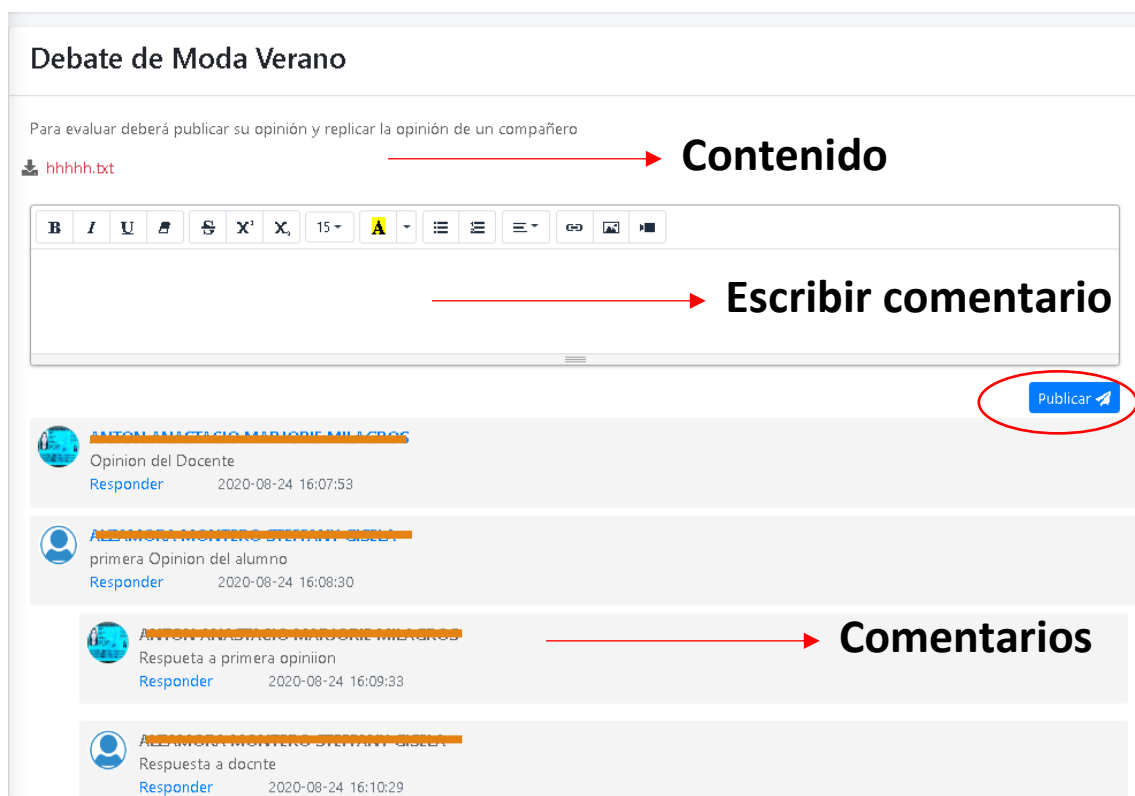 Debate de Moda Verano
Para evaluar deberá publicar su opinión y replicar la opinión de un compañero
Contenido
hhhhh.txt
B I U S X² X₂ 15 A
Escribir comentario
Publicar
Opinion del Docente
Responder 2020-08-24 16:07:53
primera Opinion del alumno
Responder 2020-08-24 16:08:30
Comentarios
Respueta a primera opiniion
Responder 2020-08-24 16:09:33
Respuesta a docnte
Responder 2020-08-24 16:10:29